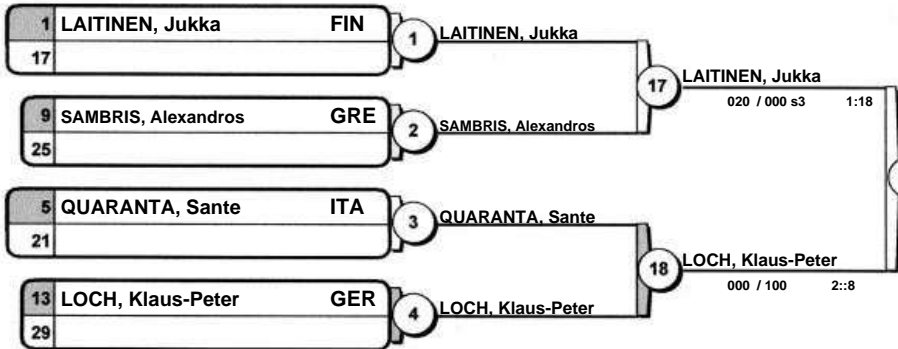 1 LAITINEN, Jukka FIN
17
1
LAITINEN, Jukka
9 SAMBRIS, Alexandros GRE
25
2
SAMBRIS, Alexandros
17
LAITINEN, Jukka
020 / 000 s3 1:18
5 QUARANTA, Sante ITA
21
3
QUARANTA, Sante
13 LOCH, Klaus-Peter GER
29
4
LOCH, Klaus-Peter
18
LOCH, Klaus-Peter
000 / 100 2::8